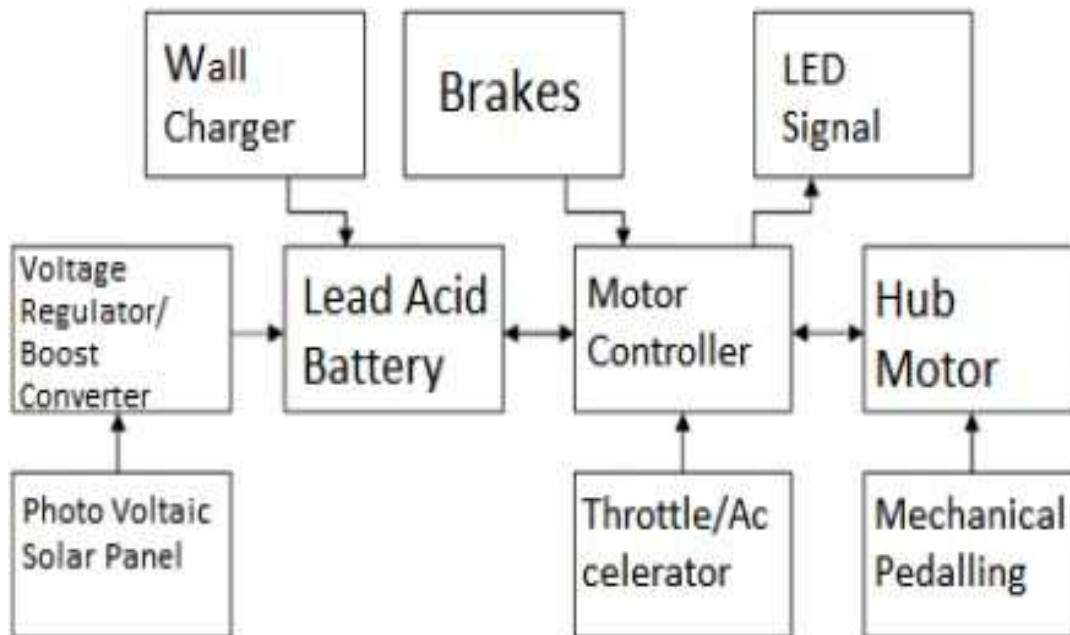 Wall
Charger
Brakes
LED
Signal
Voltage
Regulator/
Boost
Converter
Lead Acid
Battery
Motor
Controller
Hub
Motor
Photo Voltaic
Solar Panel
Throttle/Ac
celerator
Mechanical
Pedalling